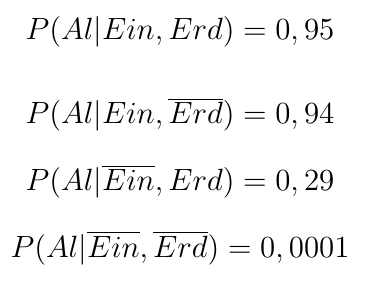 P(Al|Ein, Erd) = 0,95
P(Al|Ein, \overline{Erd}) = 0,94
P(Al|\overline{Ein}, Erd) = 0,29
P(Al|\overline{Ein}, \overline{Erd}) = 0,0001